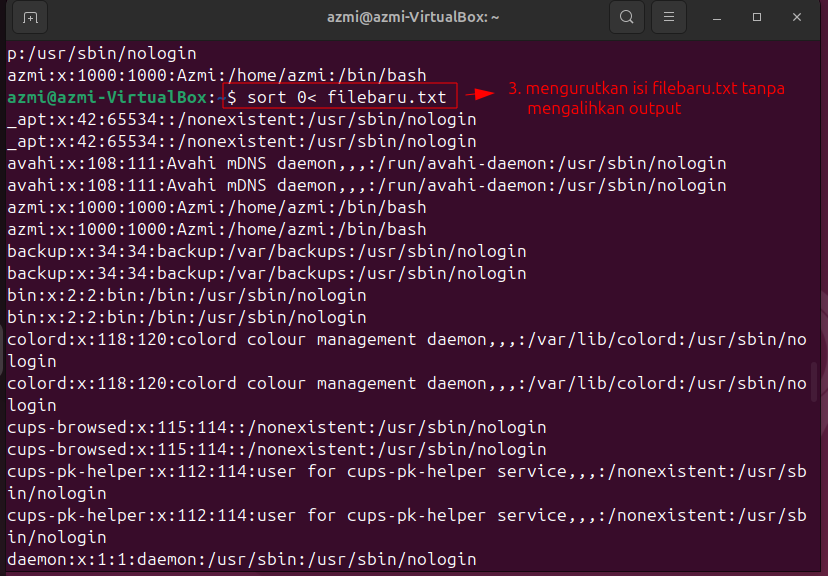 azmi@azmi-VirtualBox: ~
p:/usr/sbin/nologin
azmi:x:1000:1000:Azmi:/home/azmi:/bin/bash
azmi@azmi-VirtualBox:~$ sort 0< filebaru.txt
3. mengurutkan isi filebaru.txt tanpa
mengalihkan output
_apt:x:42:65534::/nonexistent:/usr/sbin/nologin
_apt:x:42:65534::/nonexistent:/usr/sbin/nologin
avahi:x:108:111:Avahi mDNS daemon,,,:/run/avahi-daemon:/usr/sbin/nologin
avahi:x:108:111:Avahi mDNS daemon,,,:/run/avahi-daemon:/usr/sbin/nologin
azmi:x:1000:1000:Azmi:/home/azmi:/bin/bash
azmi:x:1000:1000:Azmi:/home/azmi:/bin/bash
backup:x:34:34:backup:/var/backups:/usr/sbin/nologin
backup:x:34:34:backup:/var/backups:/usr/sbin/nologin
bin:x:2:2:bin:/bin:/usr/sbin/nologin
bin:x:2:2:bin:/bin:/usr/sbin/nologin
colord:x:118:120:colord colour management daemon,,,:/var/lib/colord:/usr/sbin/no
login
colord:x:118:120:colord colour management daemon,,,:/var/lib/colord:/usr/sbin/no
login
cups-browsed:x:115:114::/nonexistent:/usr/sbin/nologin
cups-browsed:x:115:114::/nonexistent:/usr/sbin/nologin
cups-pk-helper:x:112:114:user for cups-pk-helper service,,,:/nonexistent:/usr/sb
in/nologin
cups-pk-helper:x:112:114:user for cups-pk-helper service,,,:/nonexistent:/usr/sb
in/nologin
daemon:x:1:1:daemon:/usr/sbin:/usr/sbin/nologin